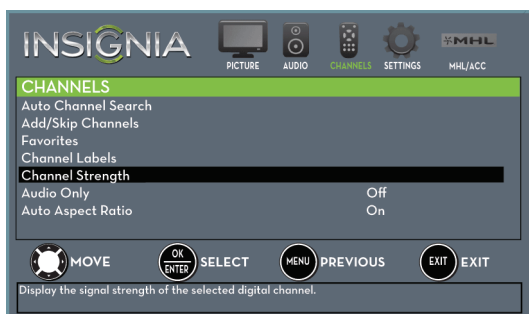 INSIGNIA
PICTURE AUDIO CHANNELS SETTINGS MHL MHL/ACC
CHANNELS
Auto Channel Search
Add/Skip Channels
Favorites
Channel Labels
Channel Strength
Audio Only Off
Auto Aspect Ratio On
MOVE OK ENTER SELECT MENU PREVIOUS EXIT EXIT
Display the signal strength of the selected digital channel.